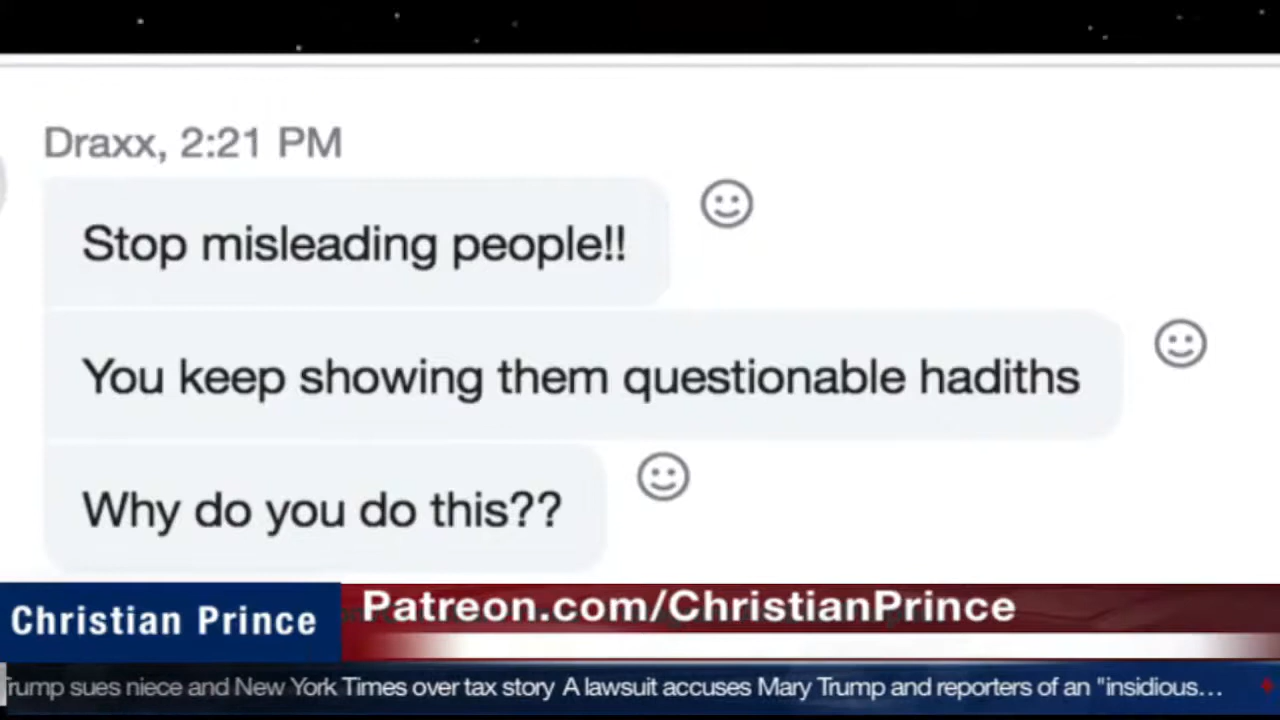 Draxx, 2:21 PM
Stop misleading people!!
You keep showing them questionable hadiths
Why do you do this??
Christian Prince
Patreon.com/ChristianPrince
Trump sues niece and New York Times over tax story A lawsuit accuses Mary Trump and reporters of an "insidious...